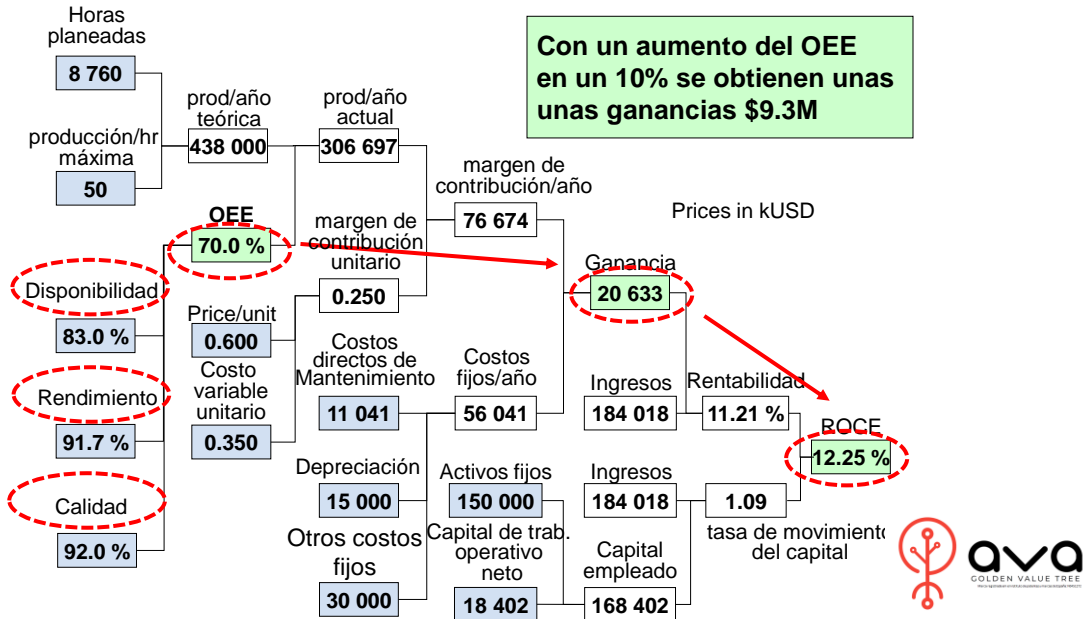 Horas
planeadas
8 760
producción/hr
máxima
50
prod/año
teórica
438 000
prod/año
actual
306 697
Con un aumento del OEE
en un 10% se obtienen unas
unas ganancias $9.3M
margen de
contribución/año
76 674
Prices in kUSD
OEE
70.0 %
margen de
contribución
unitario
0.250
Ganancia
20 633
Disponibilidad
83.0 %
Rendimiento
91.7 %
Calidad
92.0 %
Price/unit
0.600
Costo
variable
unitario
0.350
Costos
directos de
Mantenimiento
11 041
Costos
fijos/año
56 041
Ingresos
184 018
Rentabilidad
11.21 %
ROCE
12.25 %
Depreciación
15 000
Otros costos
fijos
30 000
Activos fijos
150 000
Capital de trab.
operativo
neto
18 402
Ingresos
184 018
Capital
empleado
168 402
1.09
tasa de movimiento
del capital
ava
GOLDEN VALUE TREE